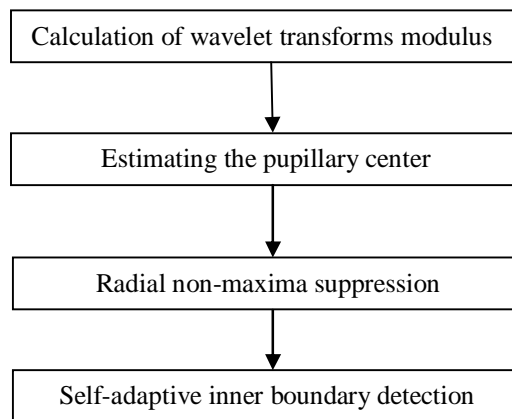 Calculation of wavelet transforms modulus
Estimating the pupillary center
Radial non-maxima suppression
Self-adaptive inner boundary detection